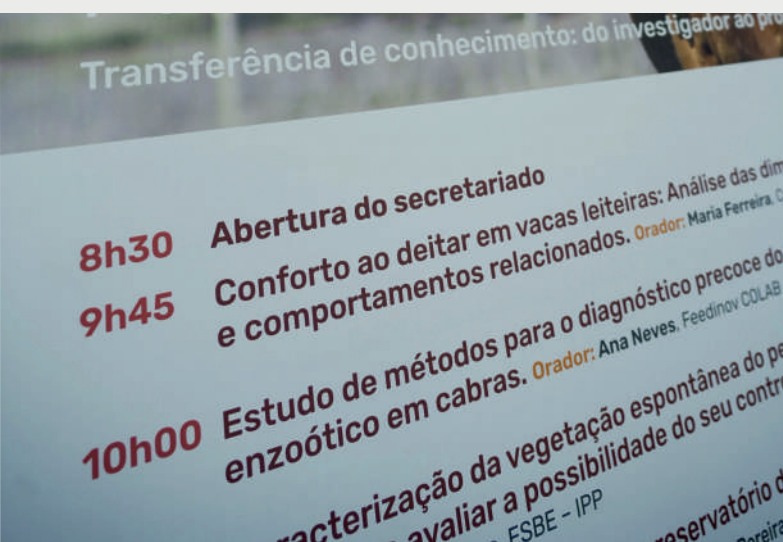 Transferência de conhecimento: do investigador ao
8h30 Abertura do secretariado
9h45 Conforto ao deitar em vacas leiteiras: Análise das
e comportamentos relacionados. Orador: Maria Ferreira,
10h00 Estudo de métodos para o diagnóstico precoce do
enzoótico em cabras. Orador: Ana Neves, Feedinov COLAB
da vegetação espontânea do
avaliar a possibilidade do seu
ESBE – IPP